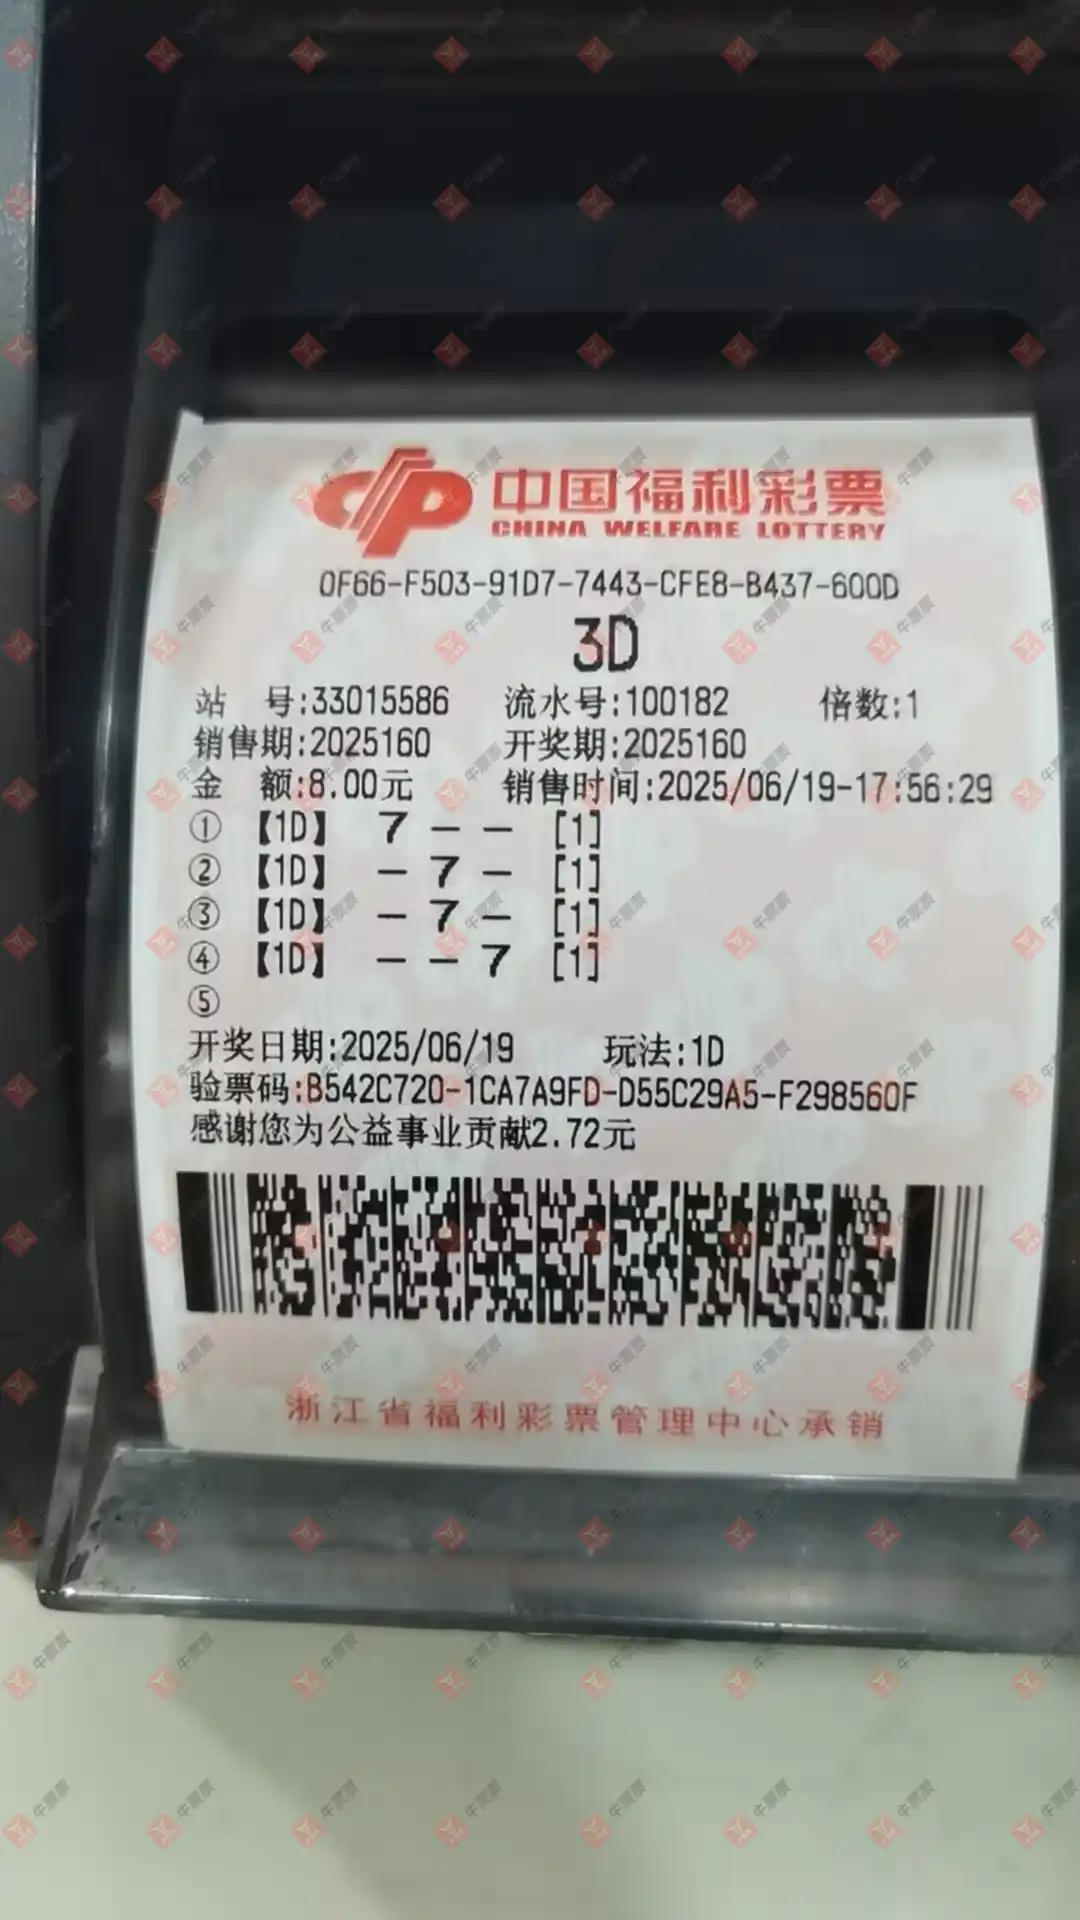 中国福利彩票
CHINA WELFARE LOTTERY
0F66-F503-91D7-7443-CFE8-B437-600D
3D
站 号:33015586 流水号:100182 倍数:1
销售期:2025160 开奖期:2025160
金 额:8.00元 销售时间:2025/06/19-17:56:29
① 【1D】 7 - - [1]
② 【1D】 - 7 - [1]
③ 【1D】 - 7 - [1]
④ 【1D】 - - 7 [1]
⑤
开奖日期:2025/06/19 玩法:1D
验票码:B542C720-1CA7A9FD-D55C29A5-F298560F
感谢您为公益事业贡献2.72元
浙江省福利彩票管理中心承销
牛票票